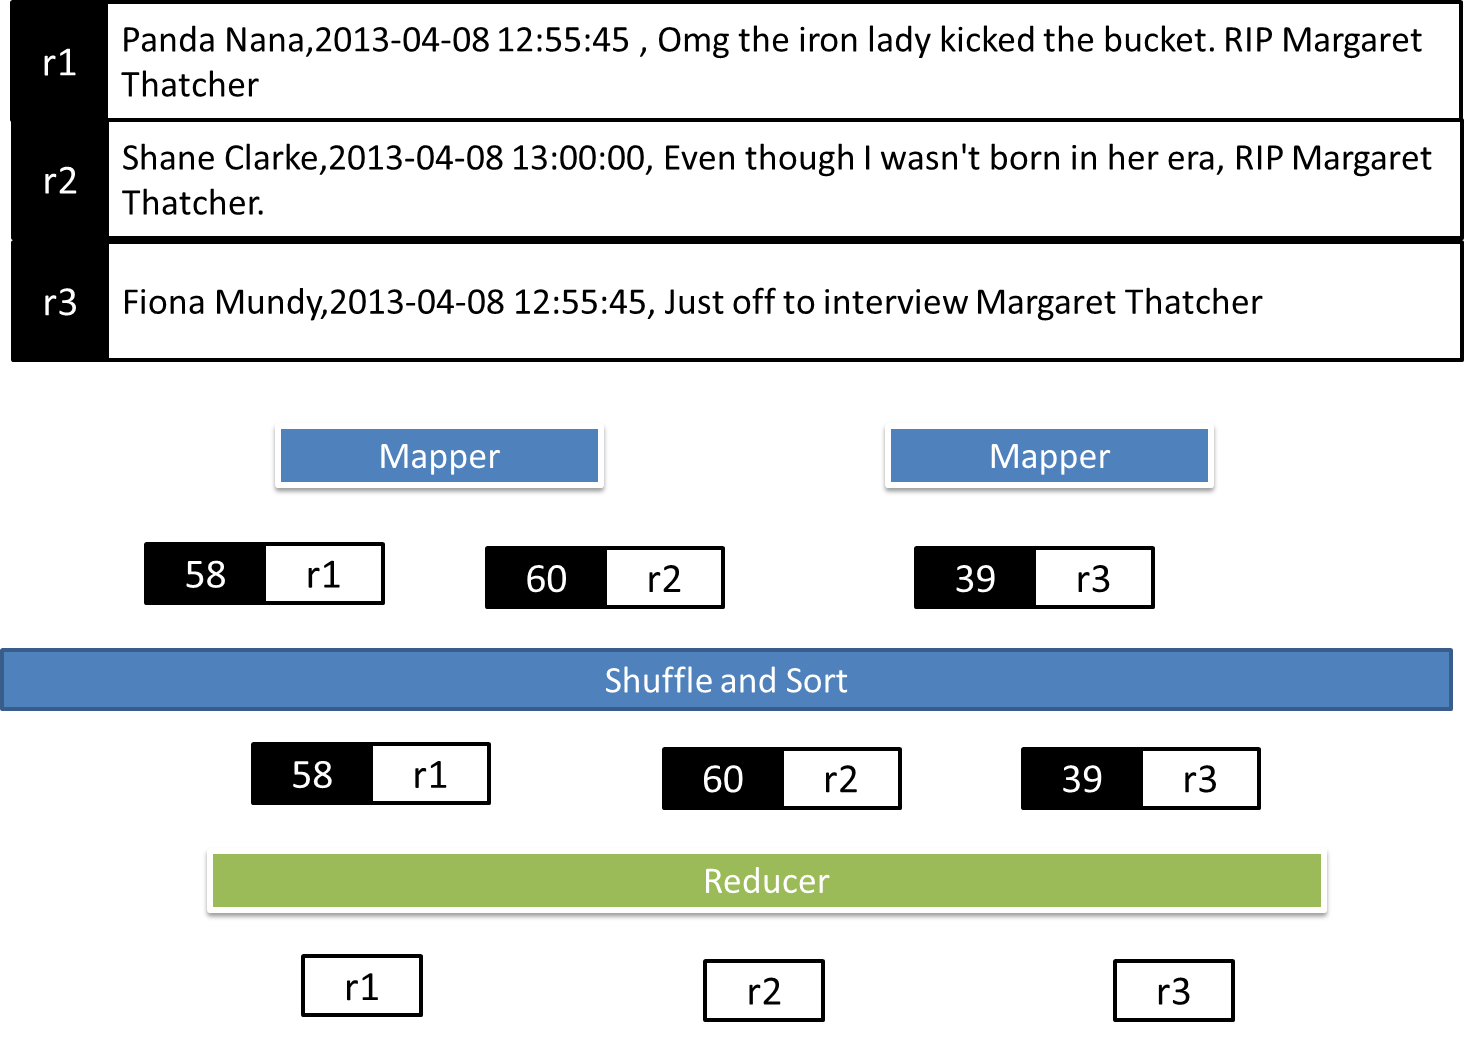 r1
Panda Nana,2013-04-08 12:55:45 , Omg the iron lady kicked the bucket. RIP Margaret
Thatcher
r2
Shane Clarke,2013-04-08 13:00:00, Even though I wasn't born in her era, RIP Margaret
Thatcher.
r3
Fiona Mundy,2013-04-08 12:55:45, Just off to interview Margaret Thatcher
Mapper
Mapper
58 r1
60 r2
39 r3
Shuffle and Sort
58 r1
60 r2
39 r3
Reducer
r1
r2
r3